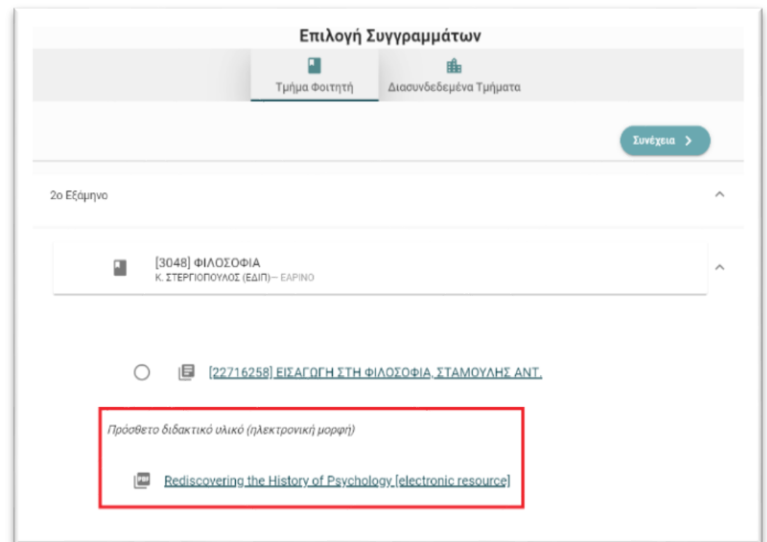 Επιλογή Συγγραμμάτων
Τμήμα Φοιτητή
Διασυνδεδεμένα Τμήματα
Συνέχεια
2ο Εξάμηνο
[3048] ΦΙΛΟΣΟΦΙΑ
Κ. ΣΤΕΡΓΙΟΠΟΥΛΟΣ (ΕΔΙΠ)— ΕΑΡΙΝΟ
[22716258] ΕΙΣΑΓΩΓΗ ΣΤΗ ΦΙΛΟΣΟΦΙΑ, ΣΤΑΜΟΥΛΗΣ ΑΝΤ.
Πρόσθετο διδακτικό υλικό (ηλεκτρονική μορφή)
PDF Rediscovering the History of Psychology [electronic resource]